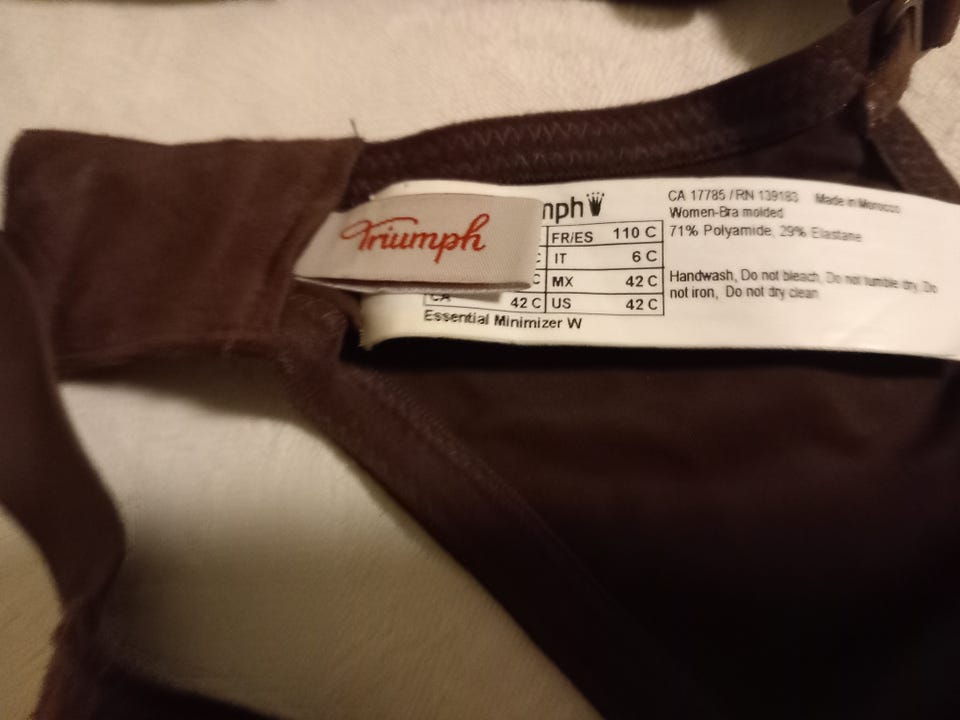 Triumph
mph
FR/ES 110 C
IT 6 C
C MX 42 C
CA 42 C US 42 C
Essential Minimizer W
CA 17785 / RN 139183 Made in Morocco
Women-Bra molded
71% Polyamide, 29% Elastane
Handwash, Do not bleach, Do not tumble dry, Do
not iron, Do not dry clean